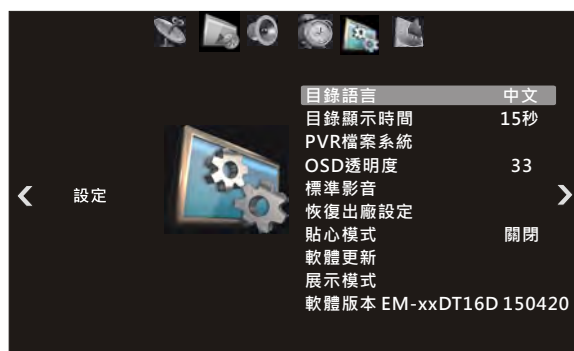 目錄語言 中文
目錄顯示時間 15秒
PVR檔案系統
OSD透明度 33
設定
標準影音
恢復出廠設定
貼心模式 關閉
軟體更新
展示模式
軟體版本 EM-xxDT16D 150420